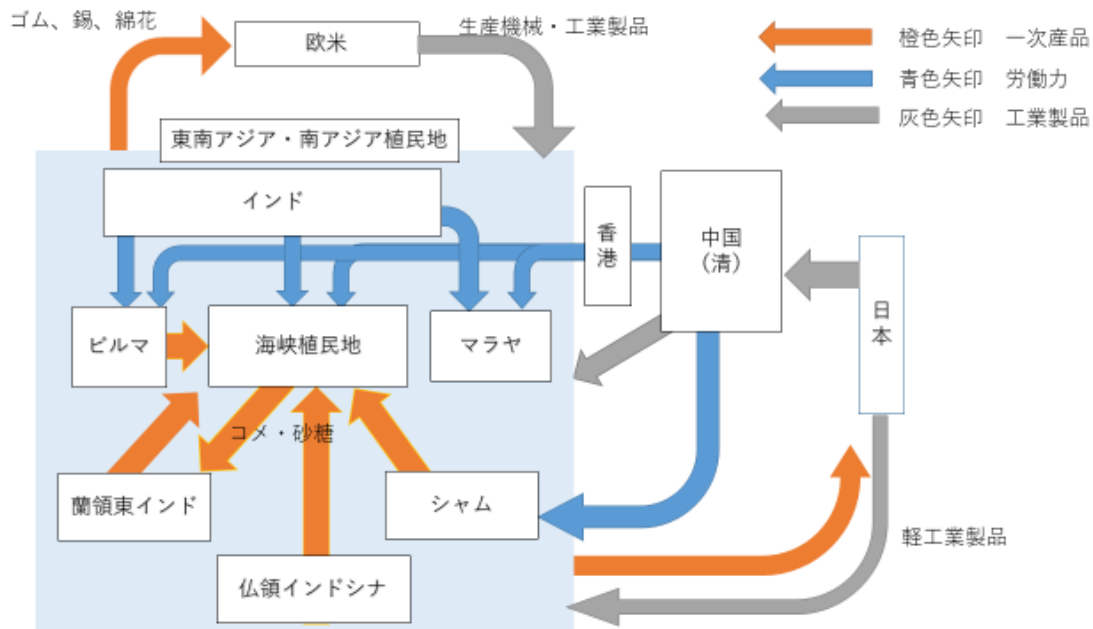 ゴム、錫、綿花
欧米
生産機械・工業製品
橙色矢印　一次産品
青色矢印　労働力
灰色矢印　工業製品
東南アジア・南アジア植民地
インド
香港
中国
（清）
日本
ビルマ
海峡植民地
マラヤ
コメ・砂糖
蘭領東インド
シャム
軽工業製品
仏領インドシナ